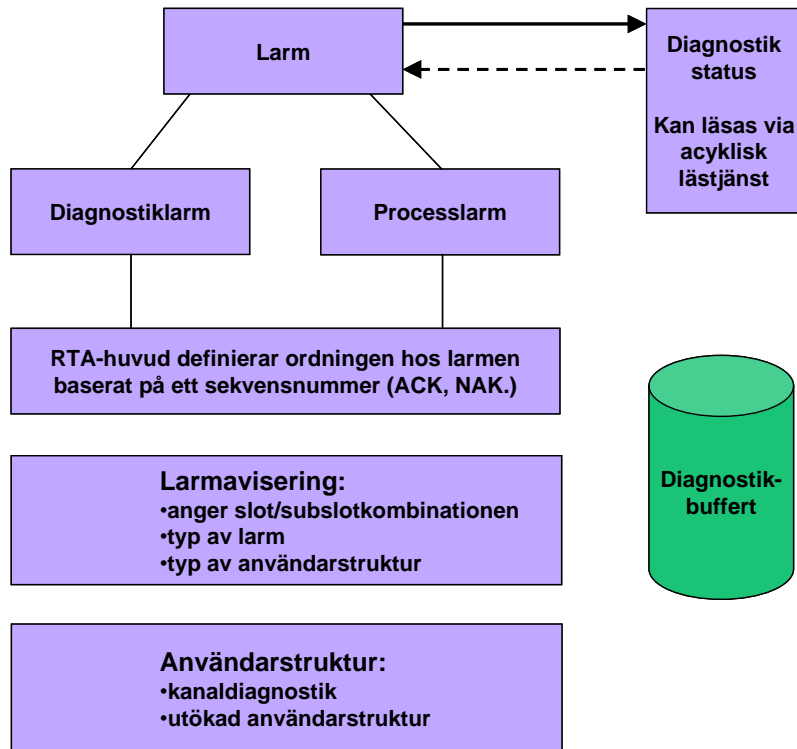 Larm
Diagnostik
status
Kan läsas via
acyklisk
lästjänst
Diagnostiklarm
Processlarm
RTA-huvud definierar ordningen hos larmen
baserat på ett sekvensnummer (ACK, NAK.)
Larmavisering:
•anger slot/subslotkombinationen
•typ av larm
•typ av användarstruktur
Diagnostik-
buffert
Användarstruktur:
•kanaldiagnostik
•utökad användarstruktur